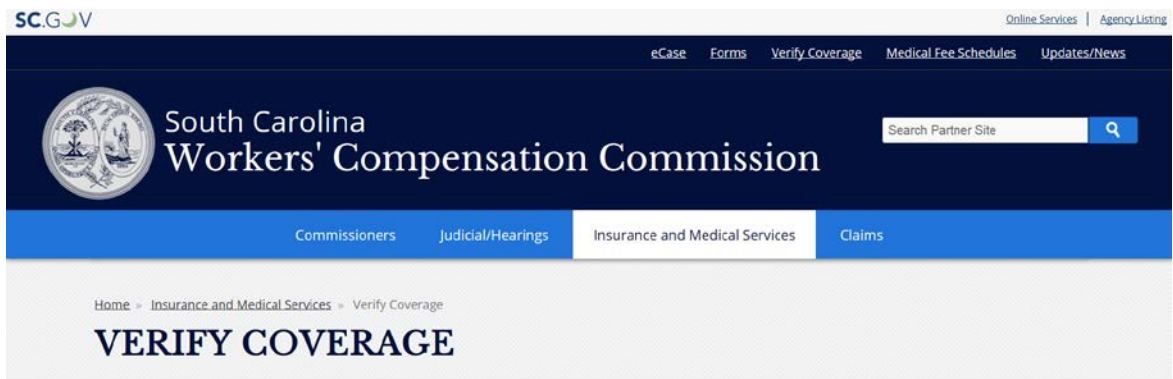 SC.GOV
Online Services | Agency Listing
eCase Forms Verify Coverage Medical Fee Schedules Updates/News
South Carolina
Workers' Compensation Commission
Search Partner Site
Commissioners Judicial/Hearings Insurance and Medical Services Claims
Home » Insurance and Medical Services » Verify Coverage
VERIFY COVERAGE